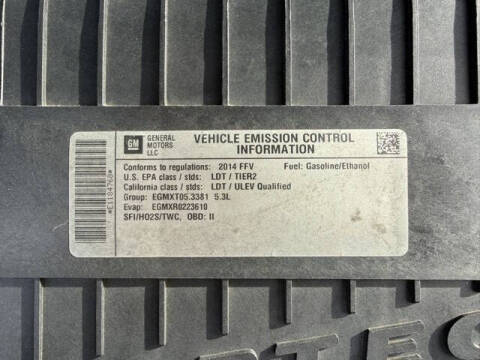 GM
GENERAL MOTORS LLC
VEHICLE EMISSION CONTROL INFORMATION
Conforms to regulations: 2014 FFV Fuel: Gasoline/Ethanol
U.S. EPA class / stds: LDT / TIER2
California class / stds: LDT / ULEV Qualified
Group: EGMXT05.3381 5.3L
Evap: EGMXR0223610
SFI/HO2S/TWC, OBD: II